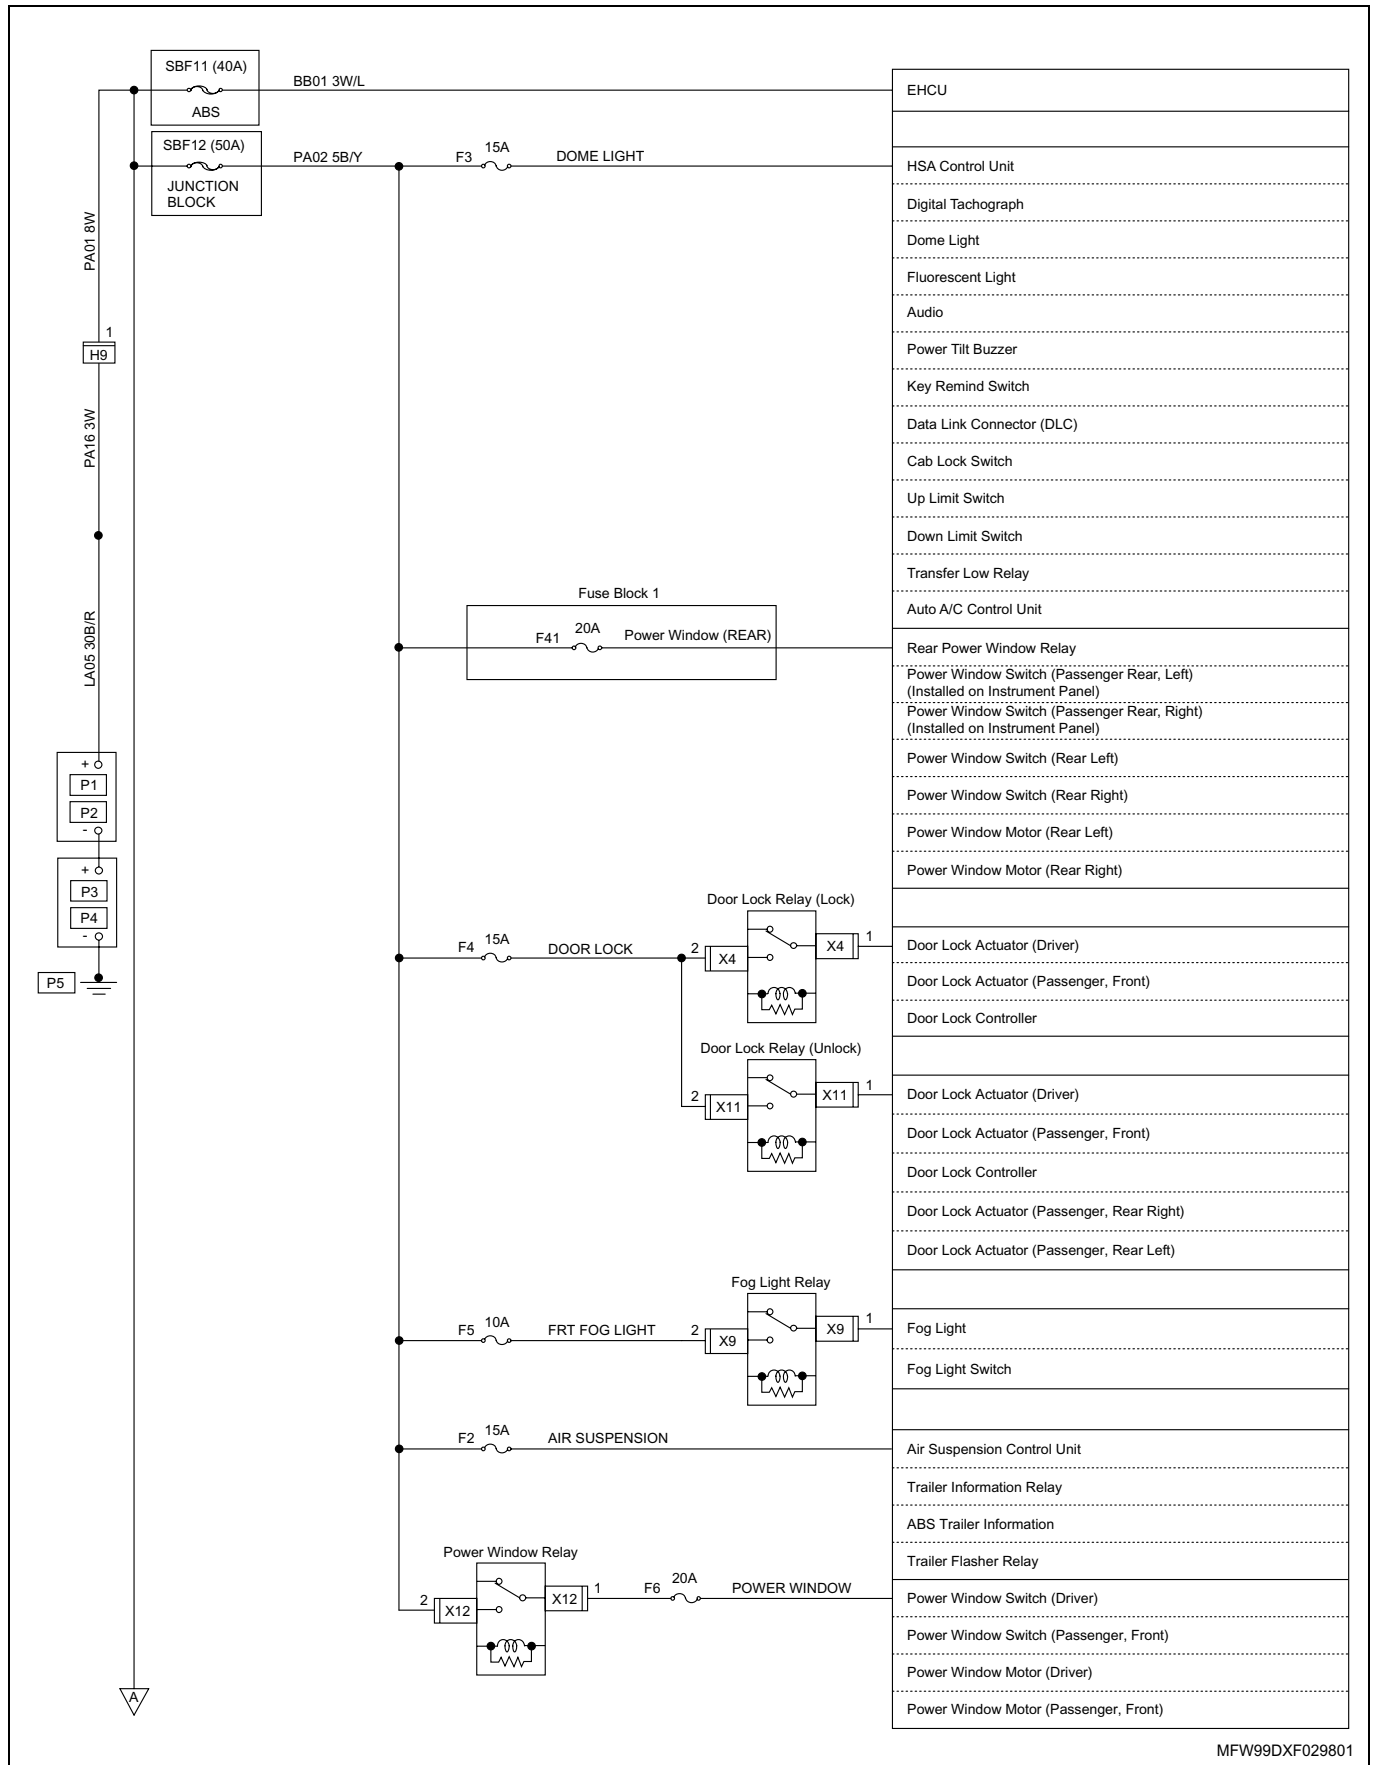 SBF11 (40A)
ABS
BB01 3W/L
EHCU
SBF12 (50A)
JUNCTION
BLOCK
PA02 5B/Y
F3
15A
DOME LIGHT
HSA Control Unit
Digital Tachograph
Dome Light
Fluorescent Light
Audio
Power Tilt Buzzer
Key Remind Switch
Data Link Connector (DLC)
Cab Lock Switch
Up Limit Switch
Down Limit Switch
Transfer Low Relay
Auto A/C Control Unit
PA01 8W
1
H9
PA16 3W
LA05 30B/R
+
P1
P2
-
+
P3
P4
-
P5
Fuse Block 1
F41
20A
Power Window (REAR)
Rear Power Window Relay
Power Window Switch (Passenger Rear, Left)
(Installed on Instrument Panel)
Power Window Switch (Passenger Rear, Right)
(Installed on Instrument Panel)
Power Window Switch (Rear Left)
Power Window Switch (Rear Right)
Power Window Motor (Rear Left)
Power Window Motor (Rear Right)
Door Lock Relay (Lock)
F4
15A
DOOR LOCK
2
X4
X4
1
Door Lock Actuator (Driver)
Door Lock Actuator (Passenger, Front)
Door Lock Controller
Door Lock Relay (Unlock)
2
X11
X11
1
Door Lock Actuator (Driver)
Door Lock Actuator (Passenger, Front)
Door Lock Controller
Door Lock Actuator (Passenger, Rear Right)
Door Lock Actuator (Passenger, Rear Left)
Fog Light Relay
F5
10A
FRT FOG LIGHT
2
X9
X9
1
Fog Light
Fog Light Switch
F2
15A
AIR SUSPENSION
Air Suspension Control Unit
Trailer Information Relay
ABS Trailer Information
Trailer Flasher Relay
Power Window Relay
2
X12
X12
1
F6
20A
POWER WINDOW
Power Window Switch (Driver)
Power Window Switch (Passenger, Front)
Power Window Motor (Driver)
Power Window Motor (Passenger, Front)
A
MFW99DXF029801